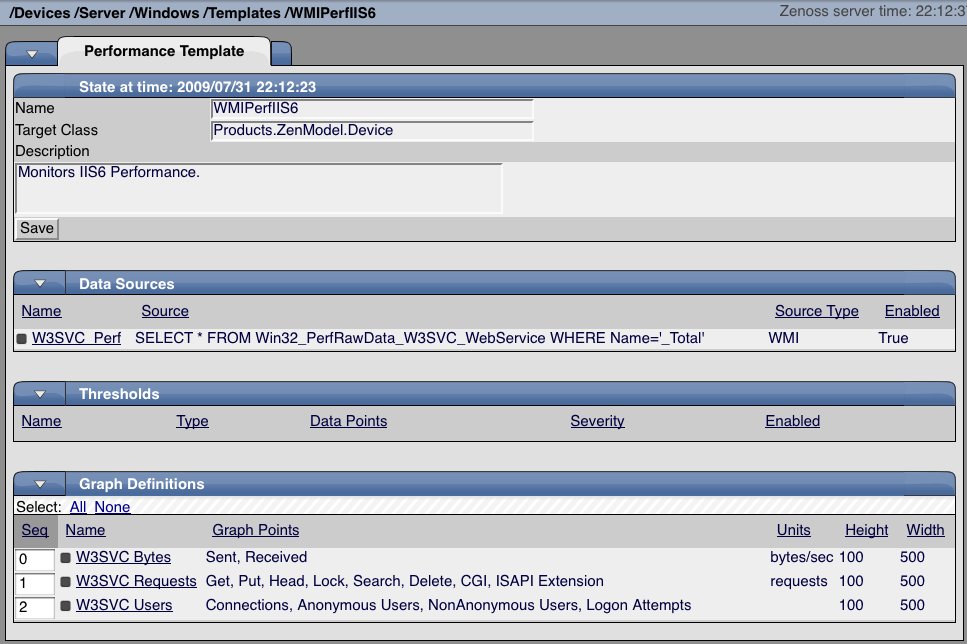 /Devices /Server /Windows /Templates /WMIPerfIIS6 Zenoss server time: 22:12:3
Performance Template
State at time: 2009/07/31 22:12:23
Name WMIPerfIIS6
Target Class Products.ZenModel.Device
Description
Monitors IIS6 Performance.
Save
Data Sources
Name Source Source Type Enabled
W3SVC_Perf SELECT * FROM Win32_PerfRawData_W3SVC_WebService WHERE Name='_Total' WMI True
Thresholds
Name Type Data Points Severity Enabled
Graph Definitions
Select: All None
Seq Name Graph Points Units Height Width
0 W3SVC Bytes Sent, Received bytes/sec 100 500
1 W3SVC Requests Get, Put, Head, Lock, Search, Delete, CGI, ISAPI Extension requests 100 500
2 W3SVC Users Connections, Anonymous Users, NonAnonymous Users, Logon Attempts 100 500